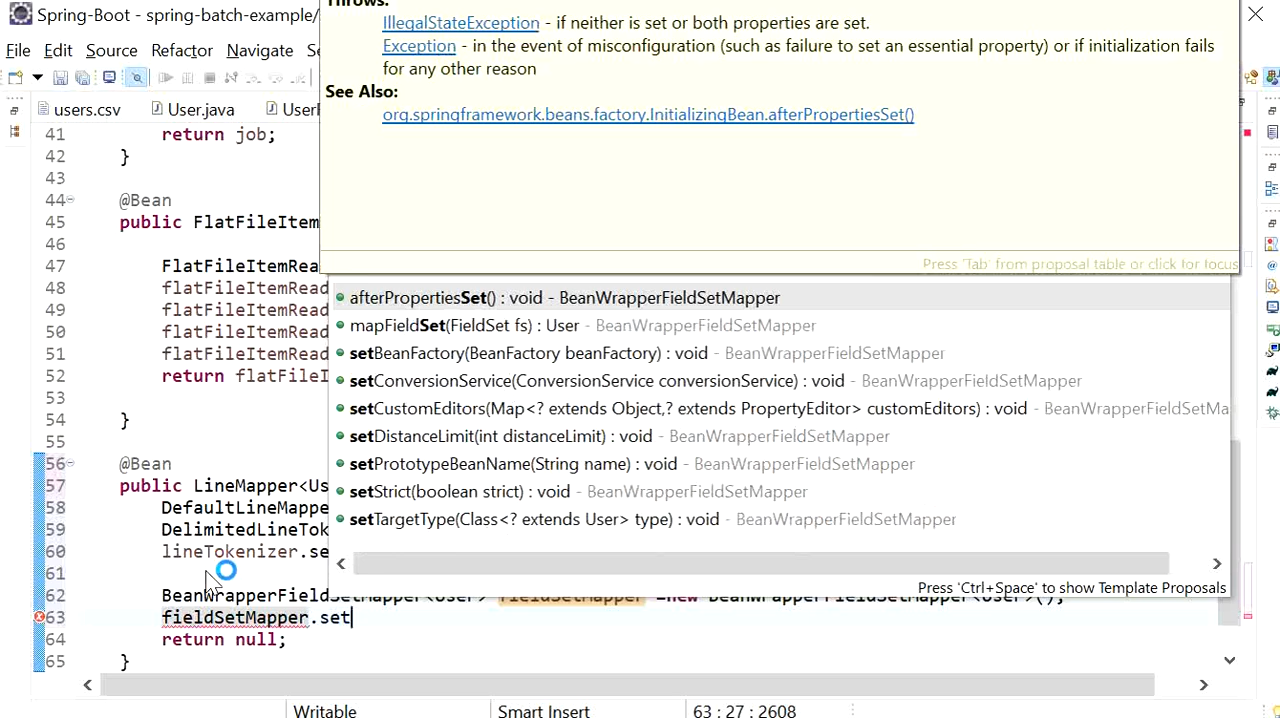 Spring-Boot - spring-batch-example/
Throws:
IllegalStateException - if neither is set or both properties are set.
Exception - in the event of misconfiguration (such as failure to set an essential property) or if initialization fails
for any other reason
See Also:
org.springframework.beans.factory.InitializingBean.afterPropertiesSet()
Press 'Tab' from proposal table or click for focus
File Edit Source Refactor Navigate Se
users.csv User.java UserR
41 return job;
42 }
43
44 @Bean
45 public FlatFileItem
46
47 FlatFileItemRea
48 flatFileItemRead
49 flatFileItemRead
50 flatFileItemRead
51 flatFileItemRead
52 return flatFileI
53
54 }
55
56 @Bean
57 public LineMapper<Us
58 DefaultLineMappe
59 DelimitedLineTok
60 lineTokenizer.se
61
62 BeanWrapperFieldSetMapper<User> fieldSetMapper =new BeanWrapperFieldSetMapper<User>();
63 fieldSetMapper.set
64 return null;
65 }
afterPropertiesSet() : void - BeanWrapperFieldSetMapper
mapFieldSet(FieldSet fs) : User - BeanWrapperFieldSetMapper
setBeanFactory(BeanFactory beanFactory) : void - BeanWrapperFieldSetMapper
setConversionService(ConversionService conversionService) : void - BeanWrapperFieldSetMapper
setCustomEditors(Map<? extends Object,? extends PropertyEditor> customEditors) : void - BeanWrapperFieldSetMa
setDistanceLimit(int distanceLimit) : void - BeanWrapperFieldSetMapper
setPrototypeBeanName(String name) : void - BeanWrapperFieldSetMapper
setStrict(boolean strict) : void - BeanWrapperFieldSetMapper
setTargetType(Class<? extends User> type) : void - BeanWrapperFieldSetMapper
Press 'Ctrl+Space' to show Template Proposals
Writable Smart Insert 63 : 27 : 2608